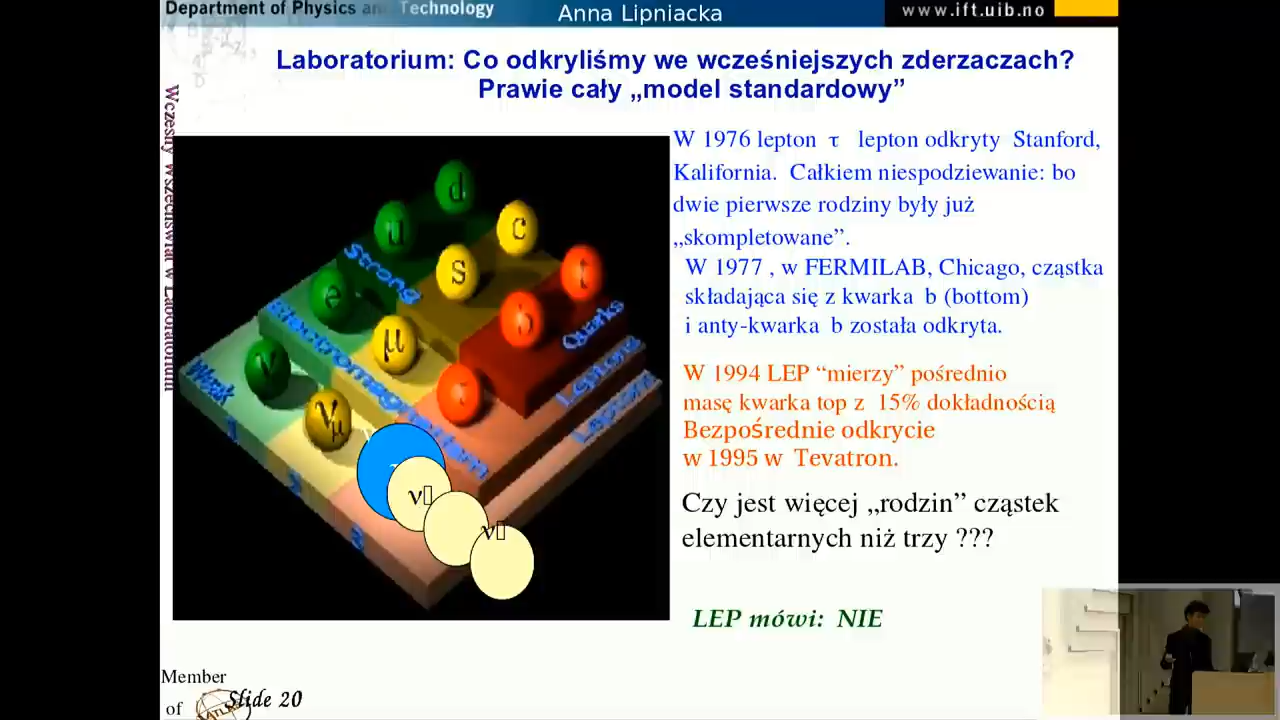 Department of Physics and Technology
Anna Lipniacka
www.ift.uib.no
Laboratorium: Co odkryliśmy we wcześniejszych zderzaczach?
Prawie cały „model standardowy”
Wczesny Wszechświat w Laboratorium
W 1976 lepton τ lepton odkryty Stanford,
Kalifornia. Całkiem niespodziewanie: bo
dwie pierwsze rodziny były już
„skompletowane”.
W 1977 , w FERMILAB, Chicago, cząstka
składająca się z kwarka b (bottom)
i anty-kwarka b została odkryta.
W 1994 LEP “mierzy” pośrednio
masę kwarka top z 15% dokładnością
Bezpośrednie odkrycie
w 1995 w Tevatron.
Czy jest więcej „rodzin” cząstek
elementarnych niż trzy ???
LEP mówi: NIE
d
u
c
Strong
s
t
e
b
Electromagnetism
μ
Quarks
ν
Weak
τ
Leptons
ν μ
Leptons
1
2
3
ν
ν
Member
of
Slide 20